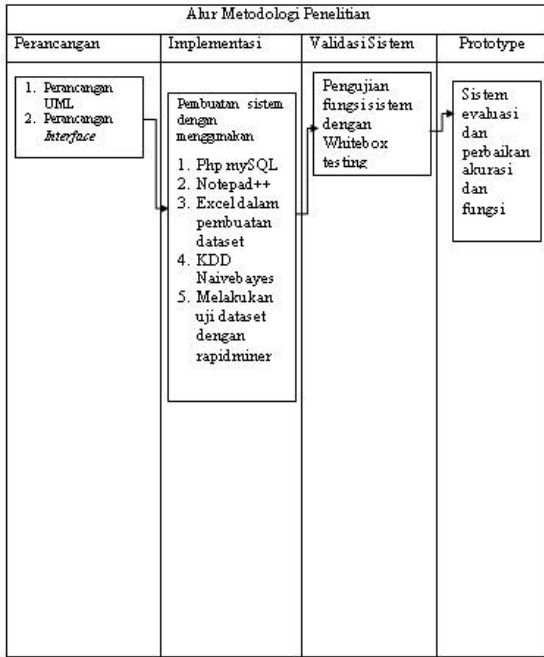 Alur Metodologi Penelitian
Perancangan
Implementasi
Validasi Sistem
Prototype
1. Perancangan
UML
2. Perancangan
Interface
Pembuatan sistem
dengan
menggunakan
1. Php mySQL
2. Notepad++
3. Excel dalam
pembuatan
dataset
4. KDD
Naivebayes
5. Melakukan
uji dataset
dengan
rapidminer
Pengujian
fungsi sistem
dengan
Whitebox
testing
Sistem
evaluasi
dan
perbaikan
akurasi
dan
fungsi